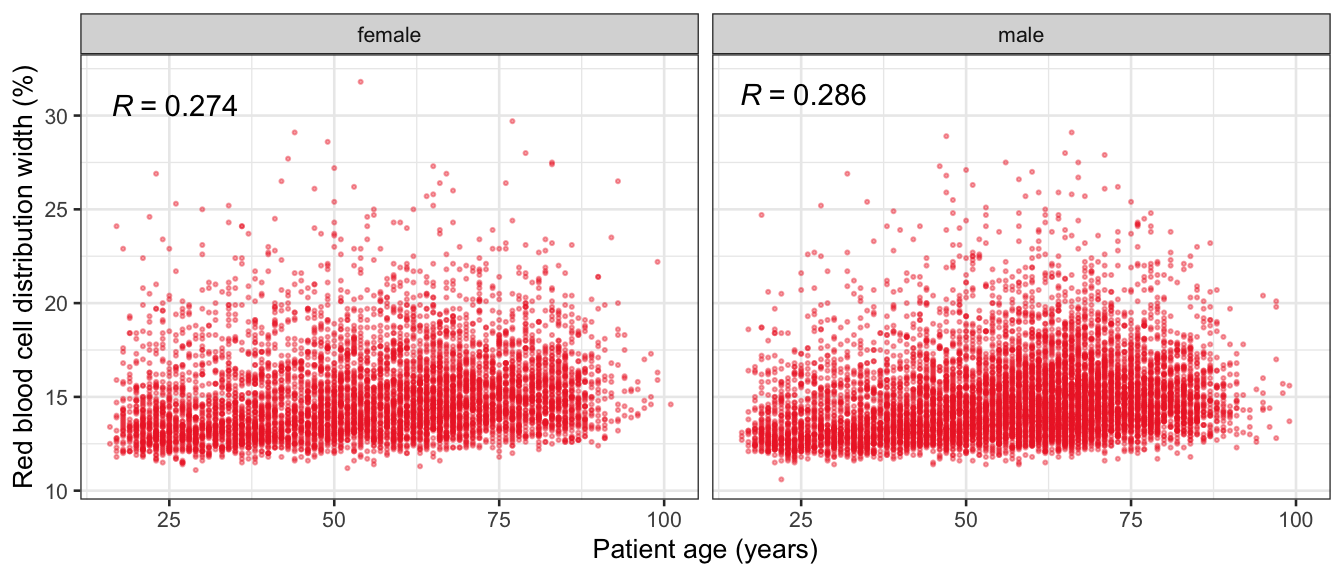 female
male
Red blood cell distribution width (%)
R = 0.274
R = 0.286
30
25
20
15
10
25 50 75 100
25 50 75 100
Patient age (years)